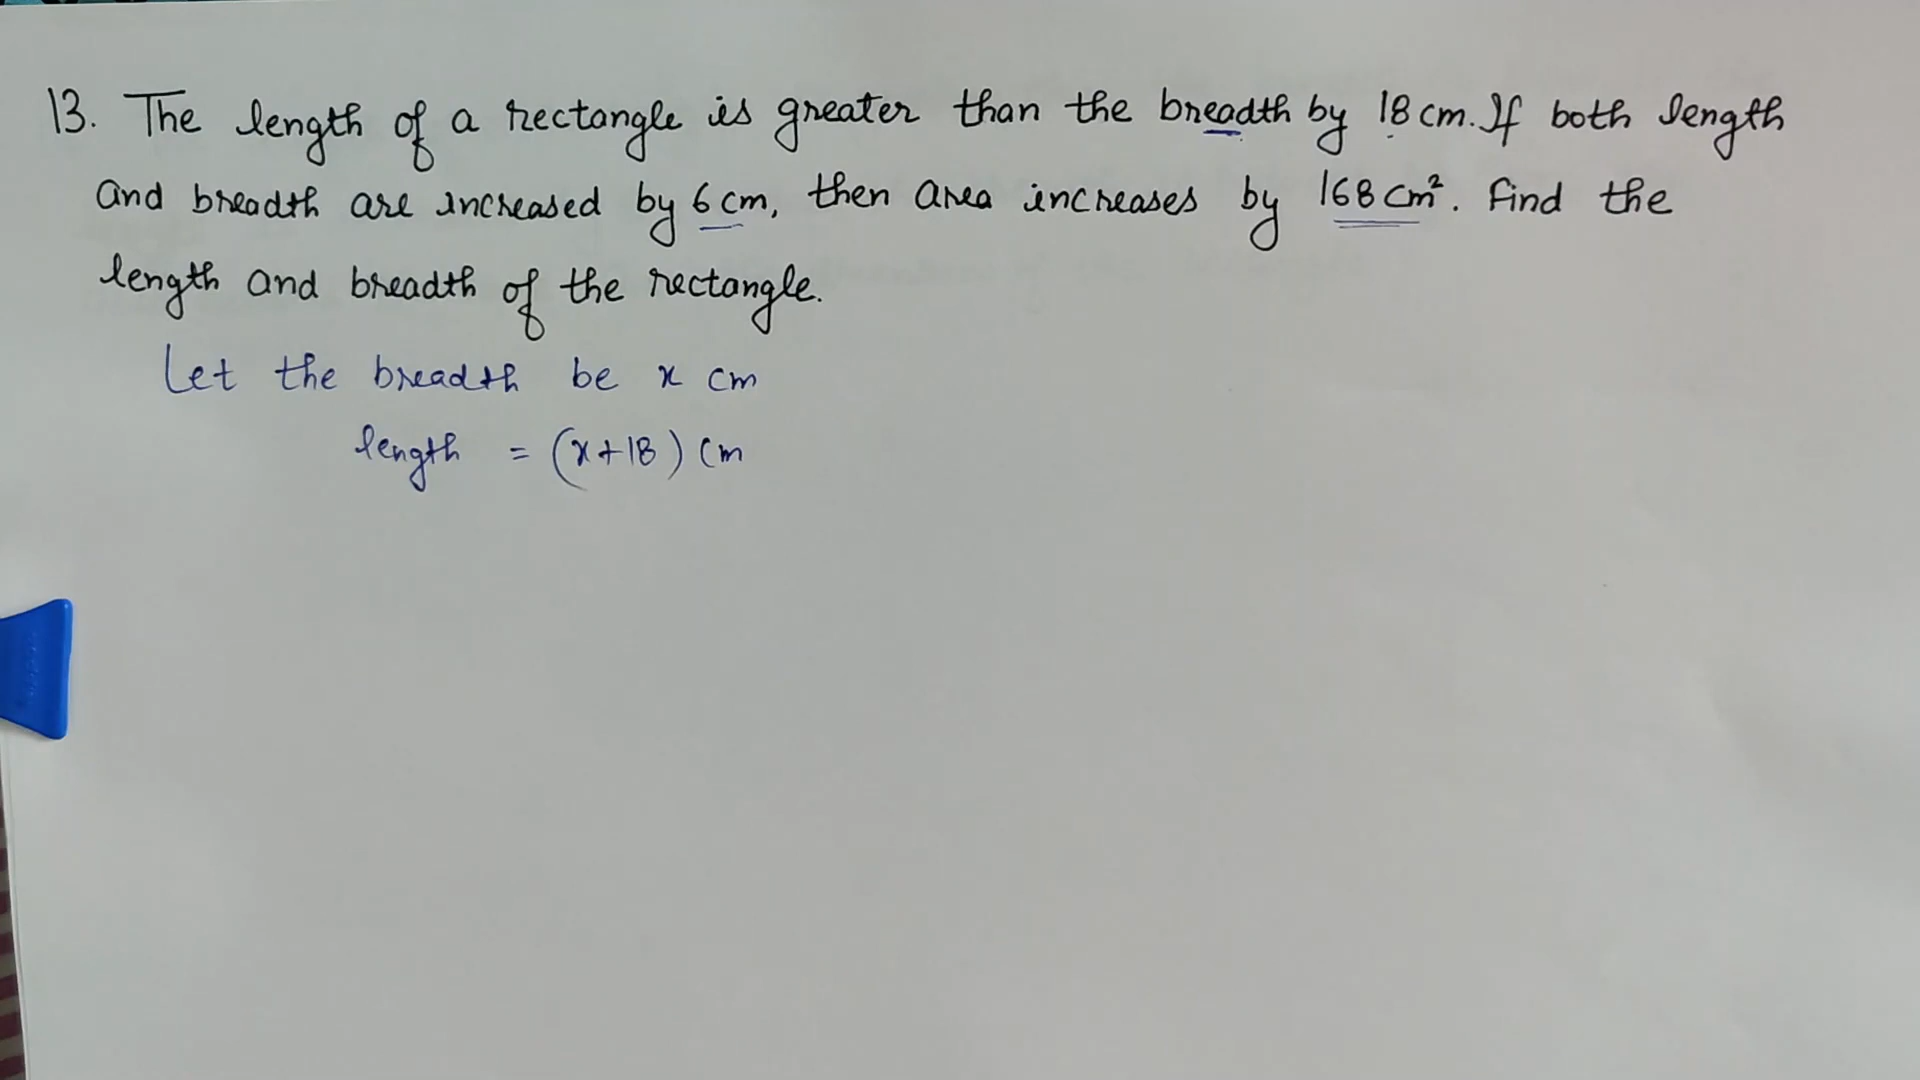 13. The length of a rectangle is greater than the breadth by 18 cm. If both length
and breadth are increased by 6 cm, then area increases by 168 cm². Find the
length and breadth of the rectangle.
Let the breadth be x cm
length = (x+18) cm